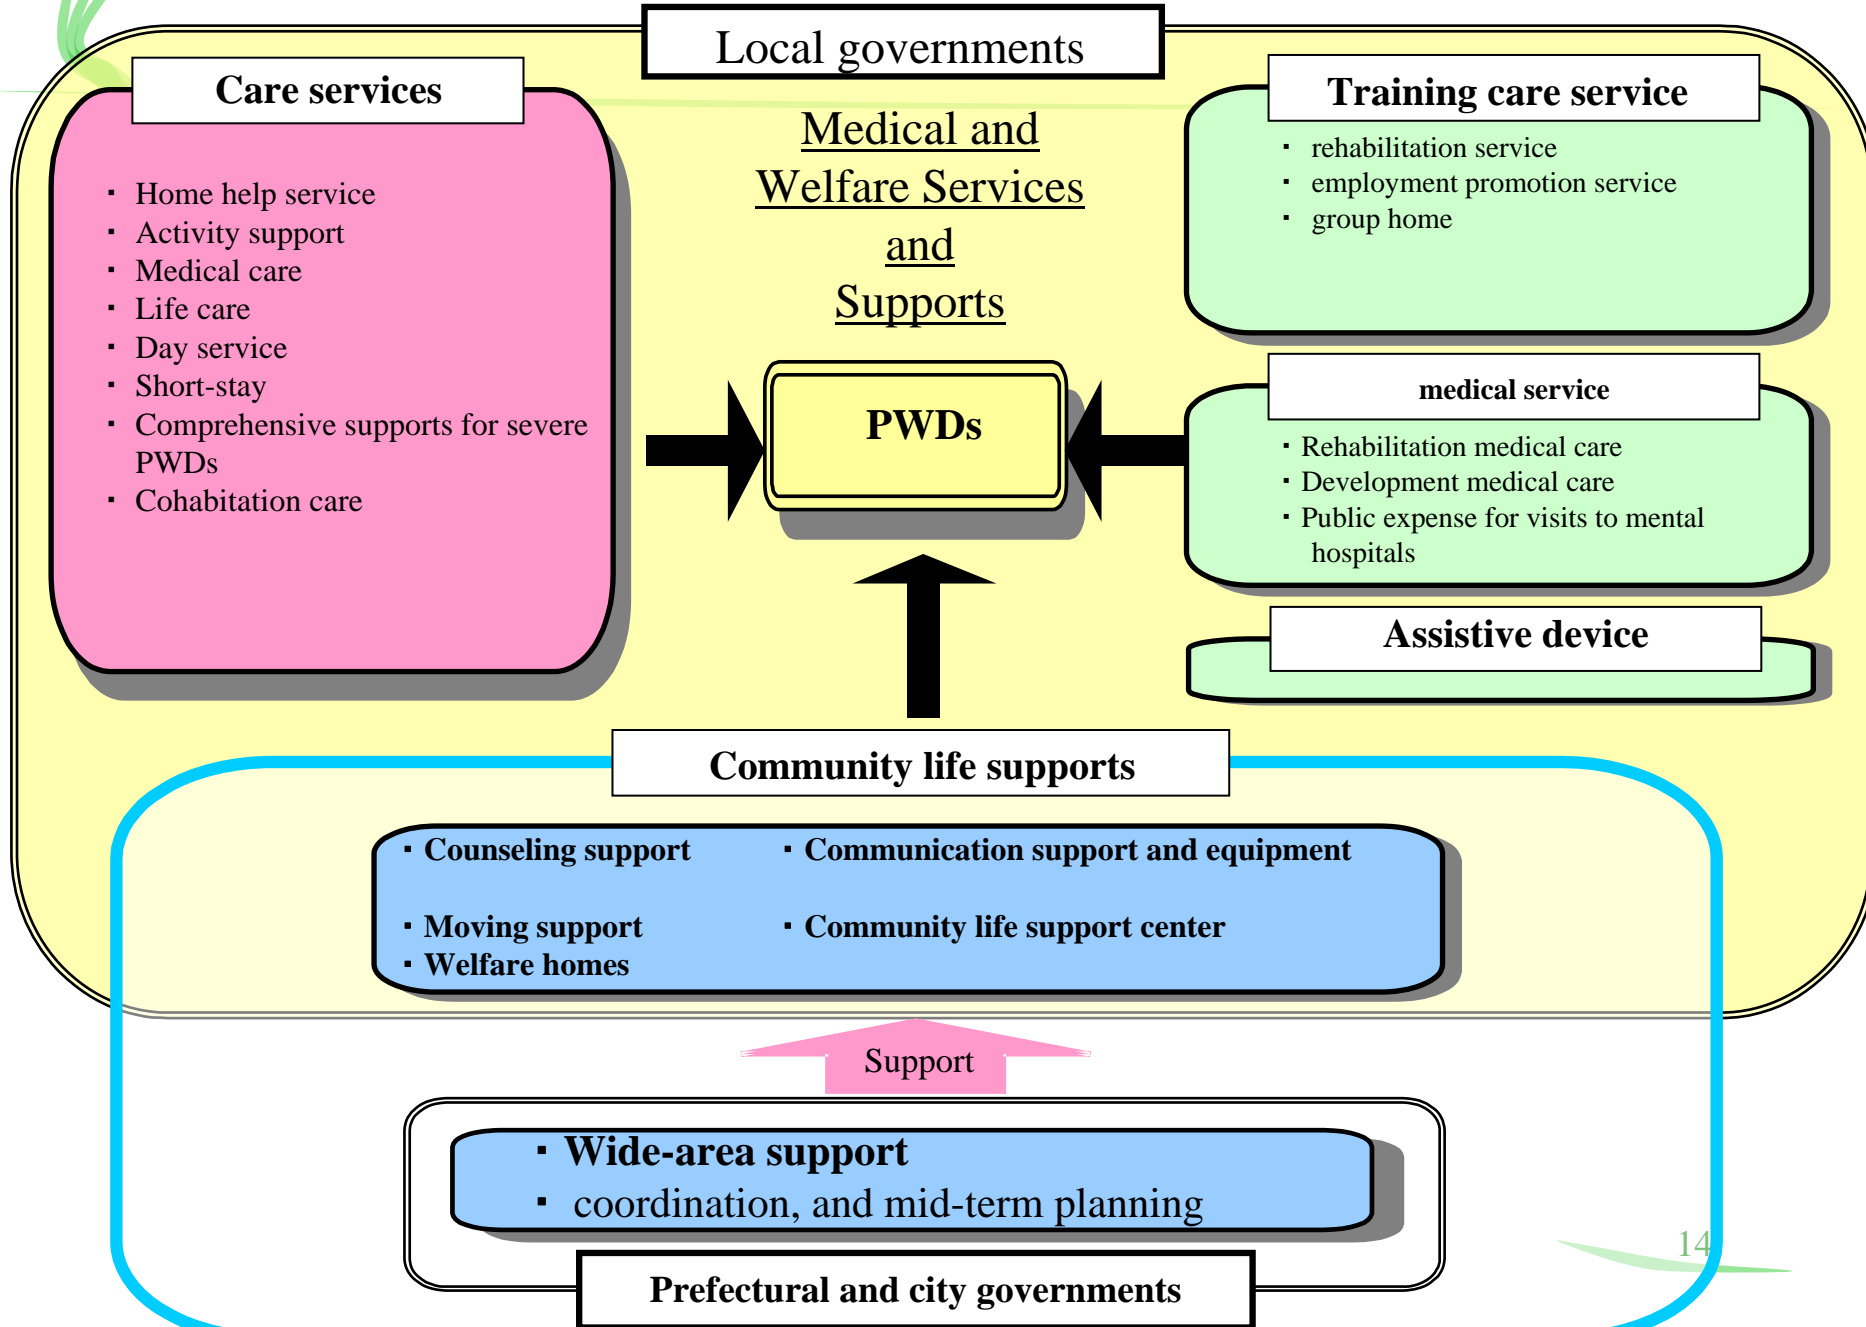 Local governments
Care services
・ Home help service
・ Activity support
・ Medical care
・ Life care
・ Day service
・ Short-stay
・ Comprehensive supports for severe
PWDs
・ Cohabitation care
Medical and
Welfare Services
and
Supports
PWDs
Training care service
・ rehabilitation service
・ employment promotion service
・ group home
medical service
・Rehabilitation medical care
・Development medical care
・Public expense for visits to mental
hospitals
Assistive device
Community life supports
・Counseling support ・Communication support and equipment
・Moving support ・Community life support center
・Welfare homes
Support
・Wide-area support
・ coordination, and mid-term planning
Prefectural and city governments
14